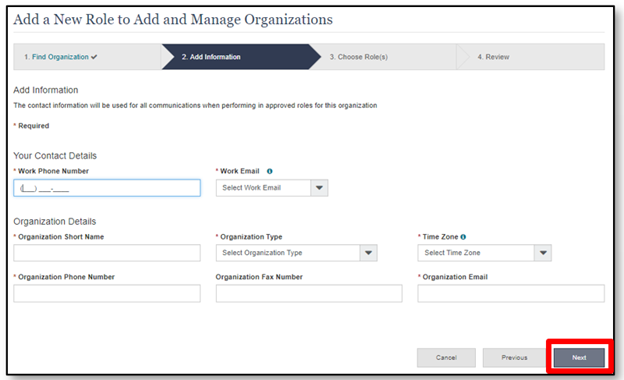 Add a New Role to Add and Manage Organizations
1. Find Organization ✔ 2. Add Information 3. Choose Role(s) 4. Review
Add Information
The contact information will be used for all communications when performing in approved roles for this organization
* Required
Your Contact Details
* Work Phone Number * Work Email
(___) ___-____ Select Work Email
Organization Details
* Organization Short Name * Organization Type * Time Zone
Select Organization Type Select Time Zone
* Organization Phone Number Organization Fax Number * Organization Email
Cancel Previous Next